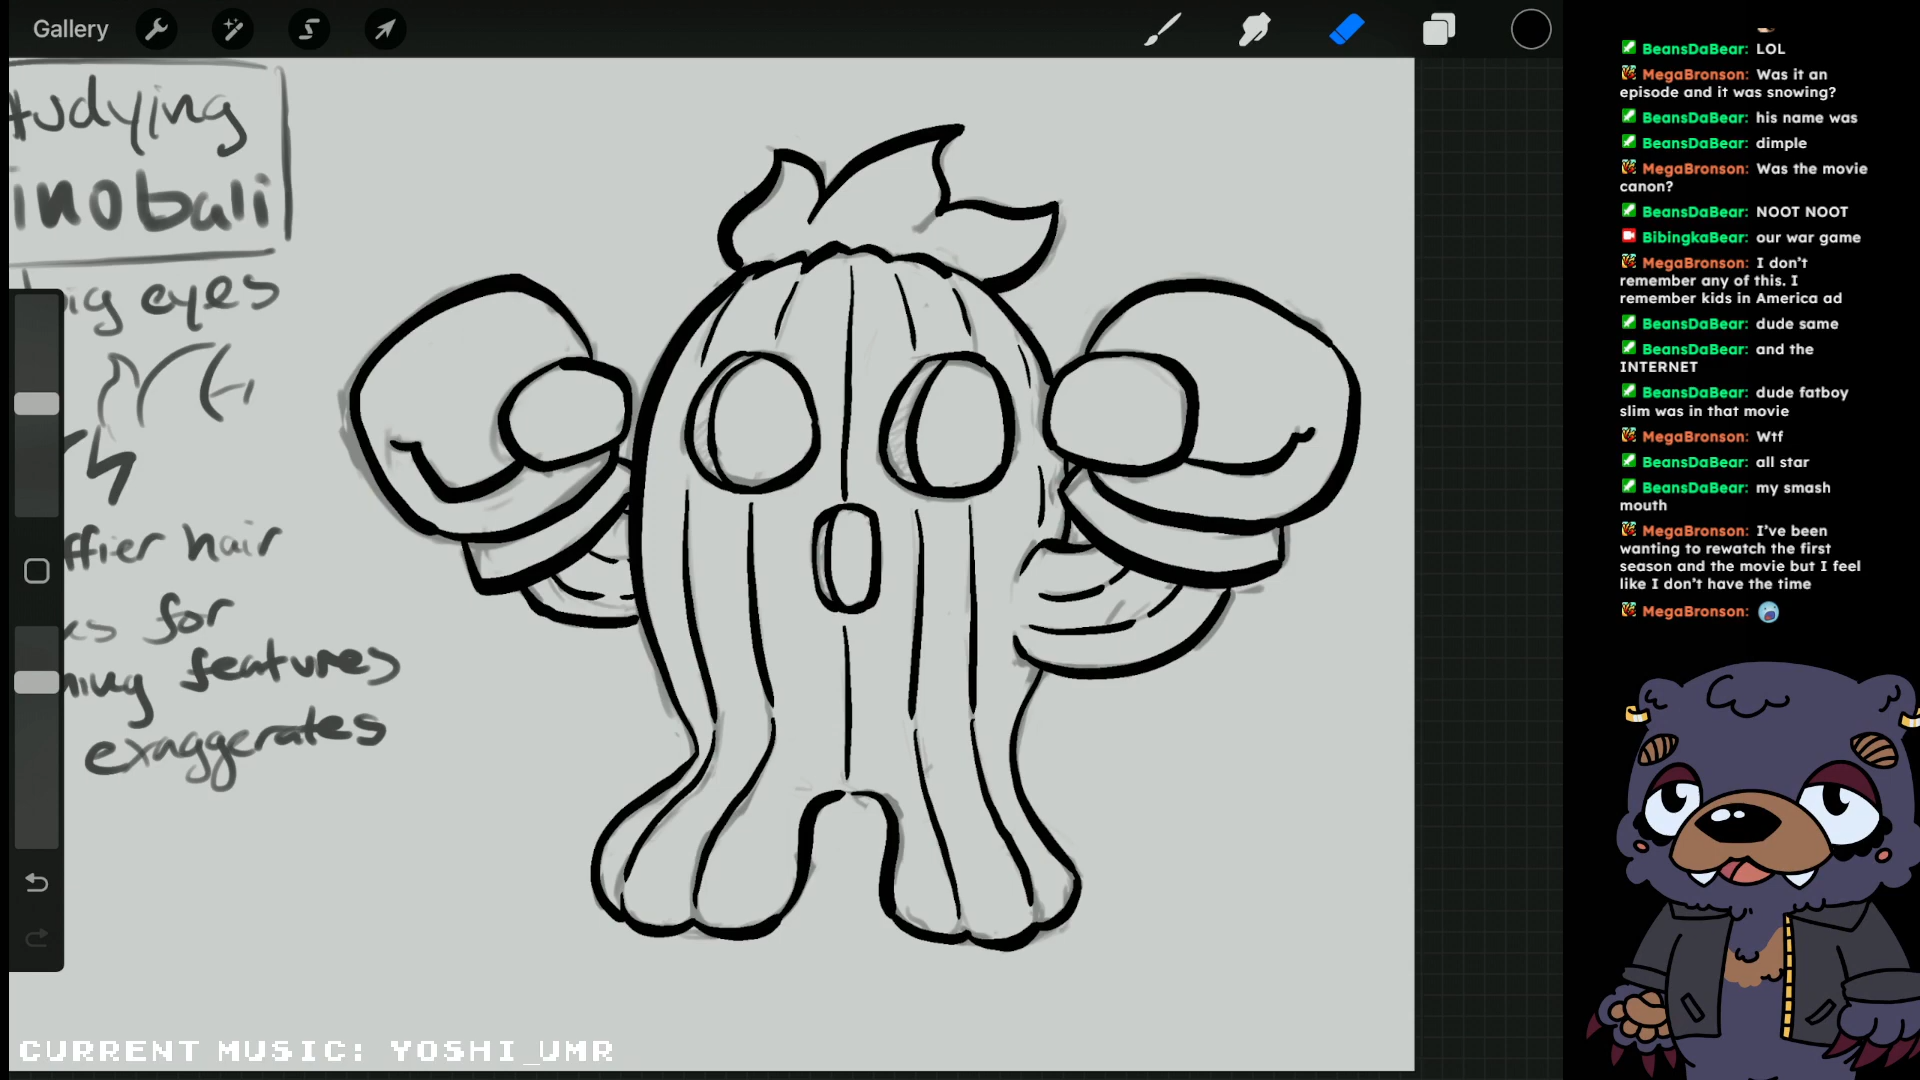 Gallery
tudying
inobali
big eyes
ffier hair
for
features
exaggerates
CURRENT MUSIC: YOSHI_UMR
BeansDaBear: LOL
MegaBronson: Was it an
episode and it was snowing?
BeansDaBear: his name was
BeansDaBear: dimple
MegaBronson: Was the movie
canon?
BeansDaBear: NOOT NOOT
BibingkaBear: our war game
MegaBronson: I don't
remember any of this. I
remember kids in America ad
BeansDaBear: dude same
BeansDaBear: and the
INTERNET
BeansDaBear: dude fatboy
slim was in that movie
MegaBronson: Wtf
BeansDaBear: all star
BeansDaBear: my smash
mouth
MegaBronson: I've been
wanting to rewatch the first
season and the movie but I feel
like I don't have the time
MegaBronson: